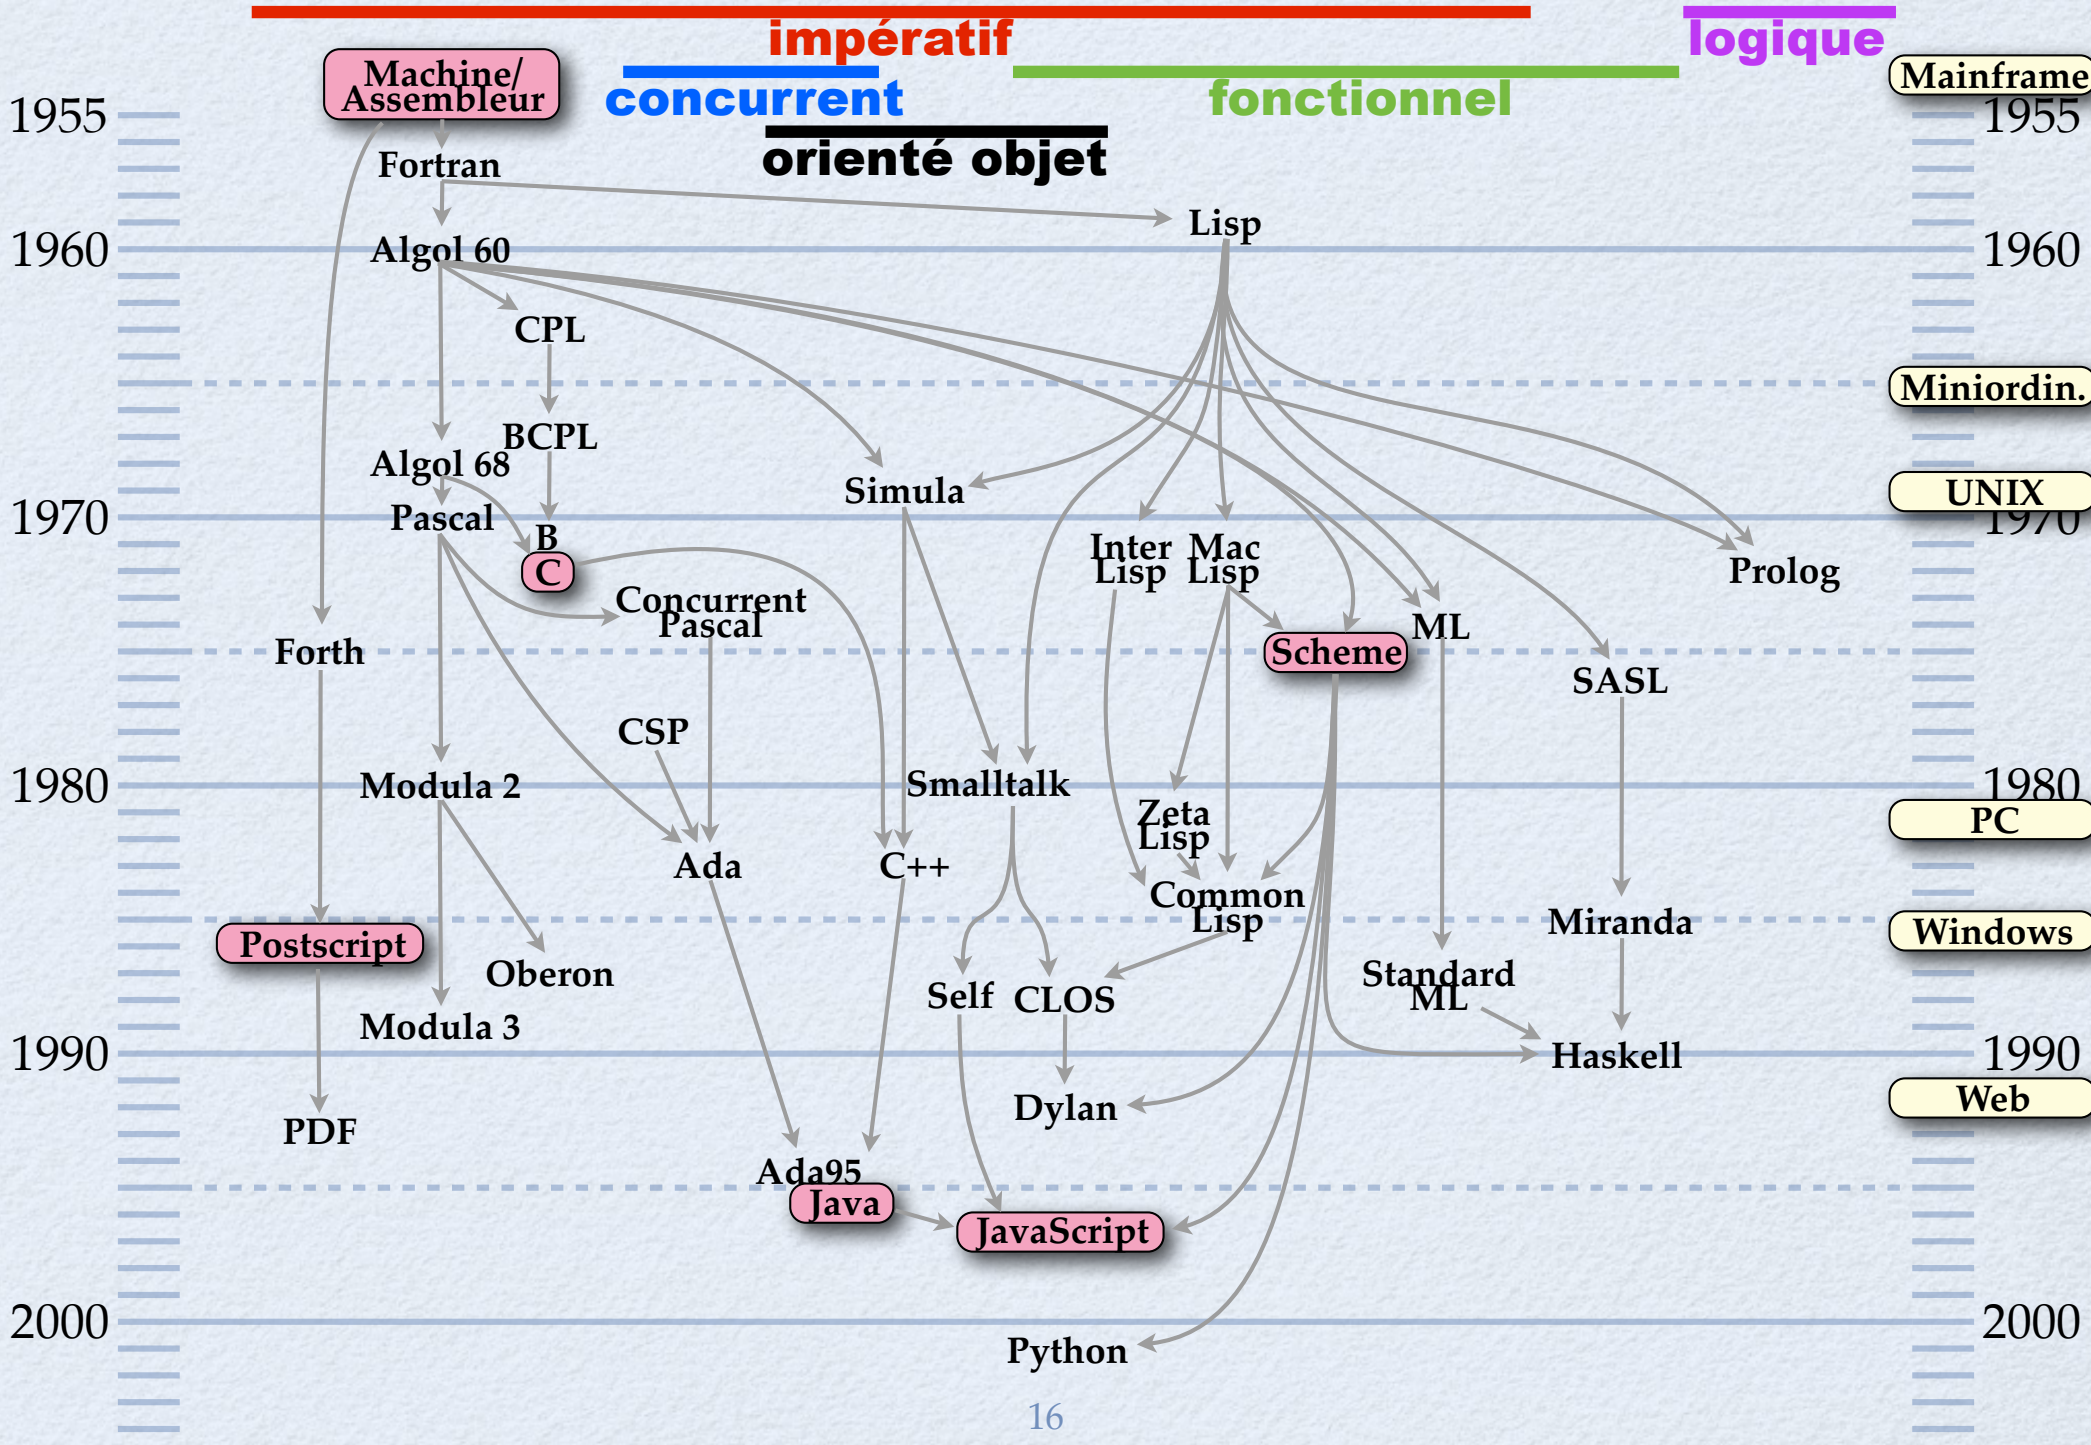 impératif
logique
Machine/
Assembleur
Mainframe
concurrent
fonctionnel
1955
1955
orienté objet
Fortran
Lisp
1960
Algol 60
1960
CPL
Miniordin.
BCPL
Algol 68
Simula
UNIX
1970
Pascal
1970
B
C
Inter
Lisp
Mac
Lisp
Prolog
Concurrent
Pascal
ML
Forth
Scheme
SASL
CSP
1980
Modula 2
Smalltalk
1980
Zeta
Lisp
PC
Ada
C++
Common
Lisp
Miranda
Windows
Postscript
Oberon
Standard
ML
Self
CLOS
Modula 3
1990
Haskell
1990
Web
Dylan
PDF
Ada95
Java
JavaScript
2000
2000
Python
16